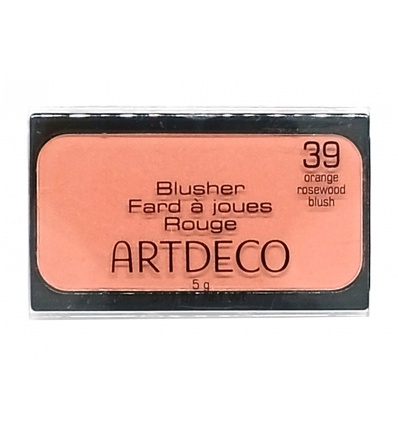 39
orange
rosewood
blush
Blusher
Fard à joues
Rouge
ARTDECO
5 g